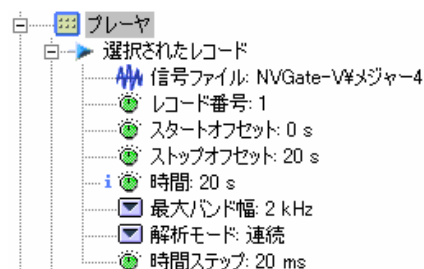 プレーヤ
選択されたレコード
信号ファイル: NVGate-V¥メジャー4
レコード番号: 1
スタートオフセット: 0 s
ストップオフセット: 20 s
時間: 20 s
最大バンド幅: 2 kHz
解析モード: 連続
時間ステップ: 20 ms